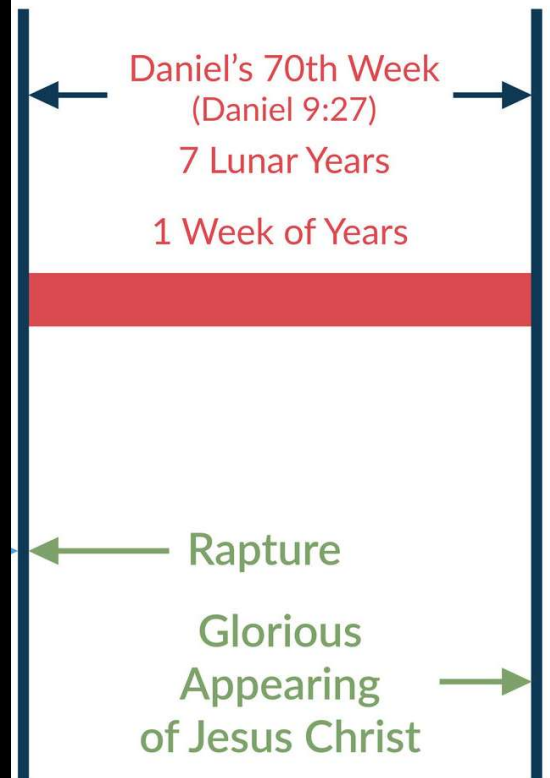 Daniel’s 70th Week
(Daniel 9:27)
7 Lunar Years
1 Week of Years
Rapture
Glorious
Appearing
of Jesus Christ